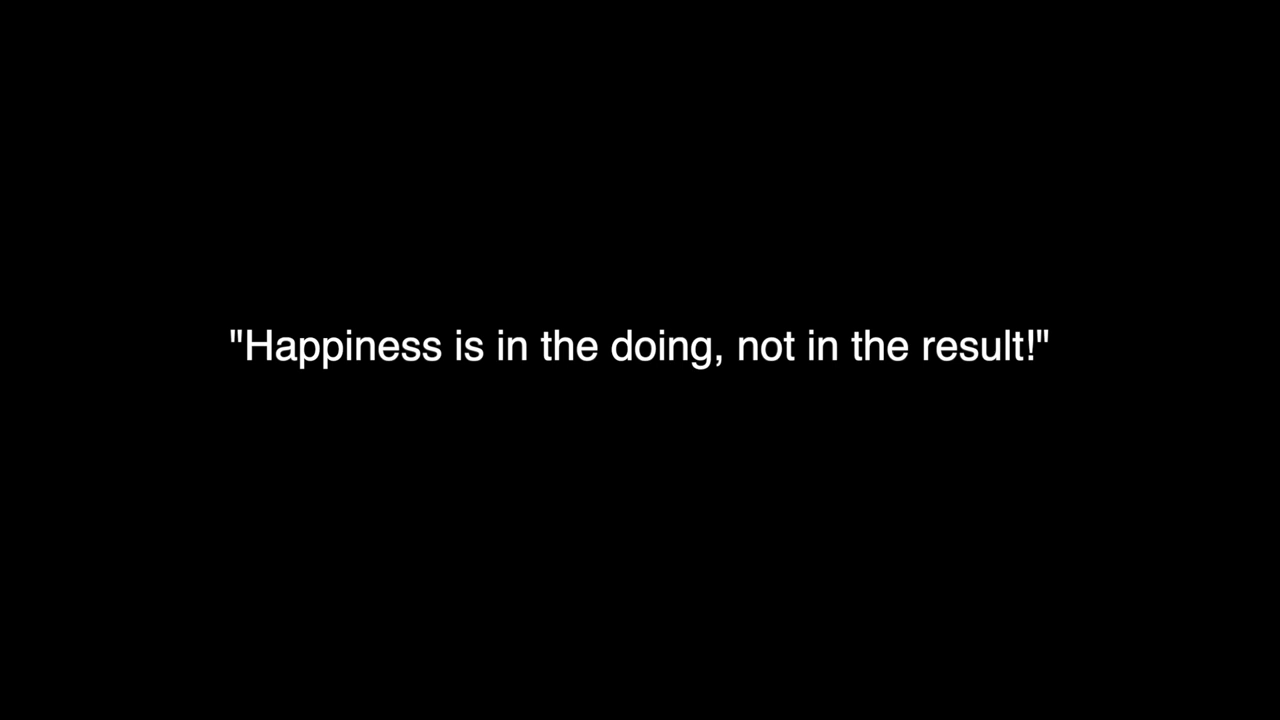 "Happiness is in the doing, not in the result!"